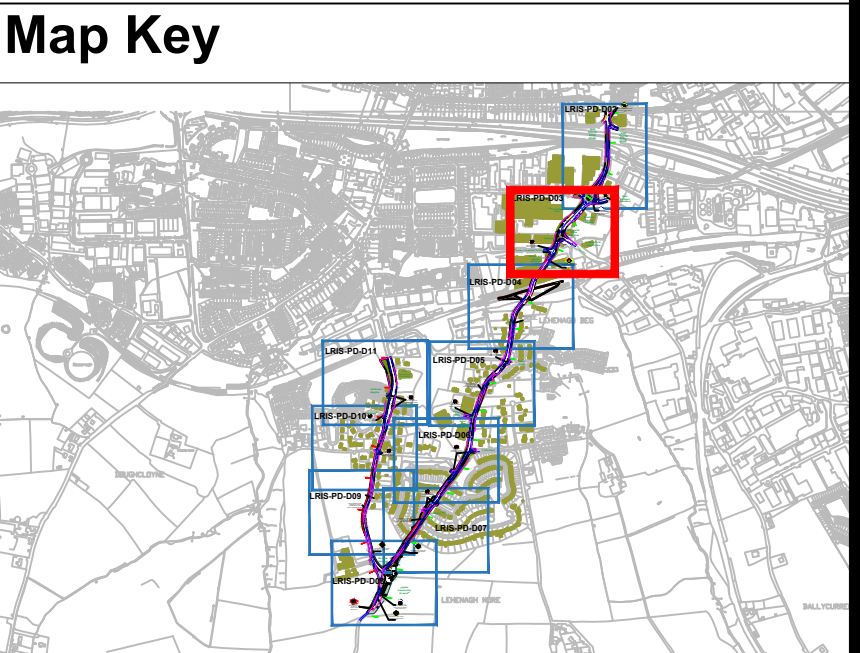 Map Key
LRIS-PD-D02
LRIS-PD-D03
LRIS-PD-D04
LEHENAGH BEG
LRIS-PD-D11
LRIS-PD-D05
LRIS-PD-D10
LRIS-PD-D06
DOUGHCLOYNE
LRIS-PD-D09
LRIS-PD-D07
LRIS-PD-D08
LEHENAGH MORE